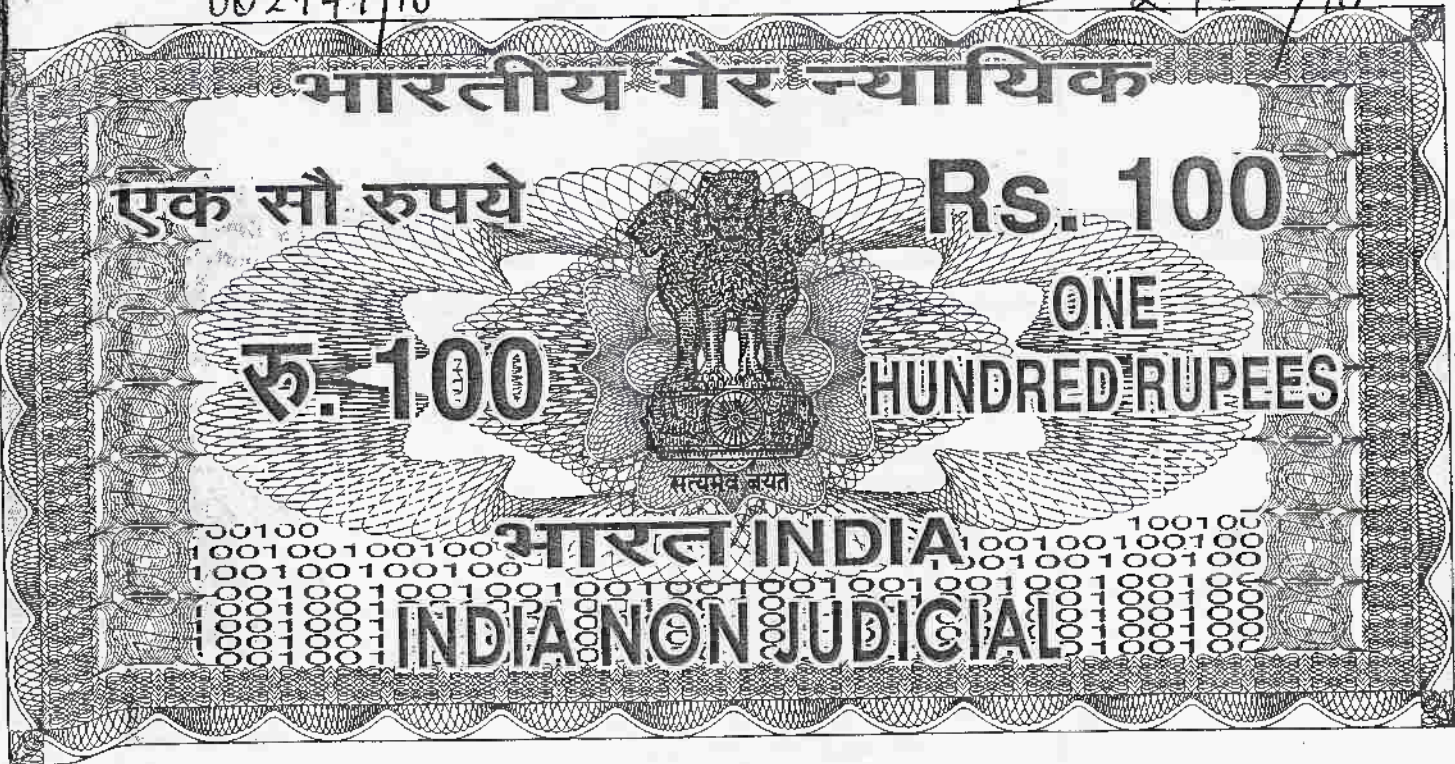 भारतीय गैर न्यायिक
एक सौ रुपये
Rs. 100
रु. 100
ONE
HUNDRED RUPEES
सत्यमेव जयते
भारत INDIA
INDIA NON JUDICIAL